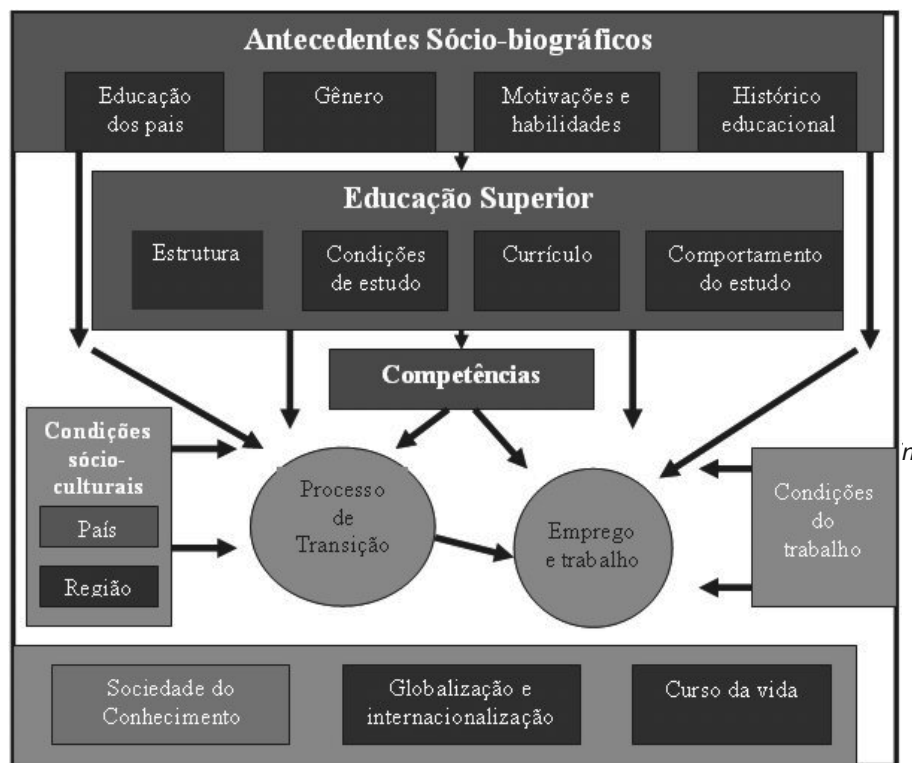 Antecedentes Sócio-biográficos
Educação
dos pais
Gênero
Motivações e
habilidades
Histórico
educacional
Educação Superior
Estrutura
Condições
de estudo
Currículo
Comportamento
do estudo
Competências
Condições
sócio-
culturais
País
Região
Processo
de
Transição
Emprego
e trabalho
Condições
do
trabalho
Sociedade do
Conhecimento
Globalização e
internacionalização
Curso da vida